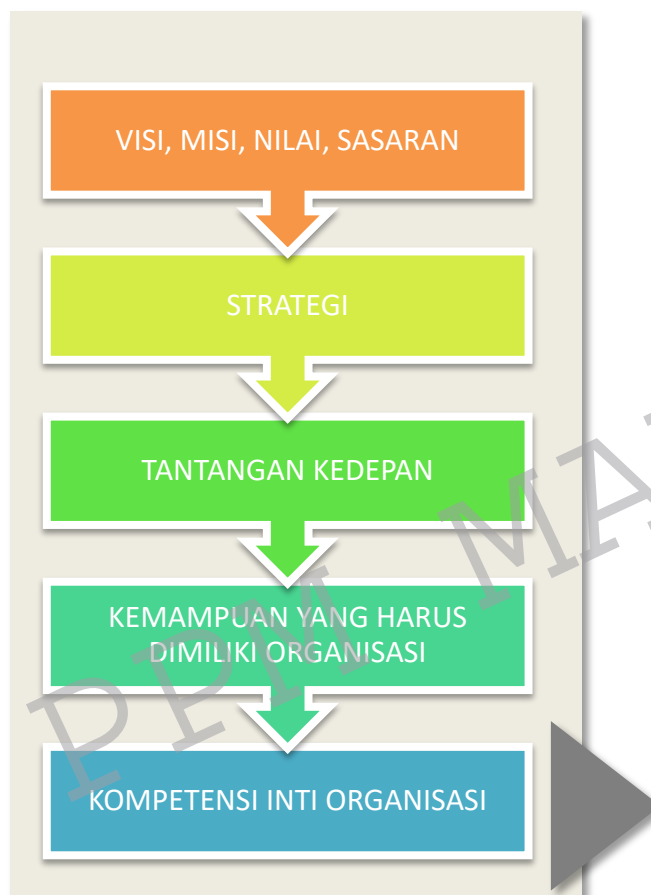 VISI, MISI, NILAI, SASARAN
STRATEGI
TANTANGAN KEDEPAN
KEMAMPUAN YANG HARUS
DIMILIKI ORGANISASI
KOMPETENSI INTI ORGANISASI
PPM MA